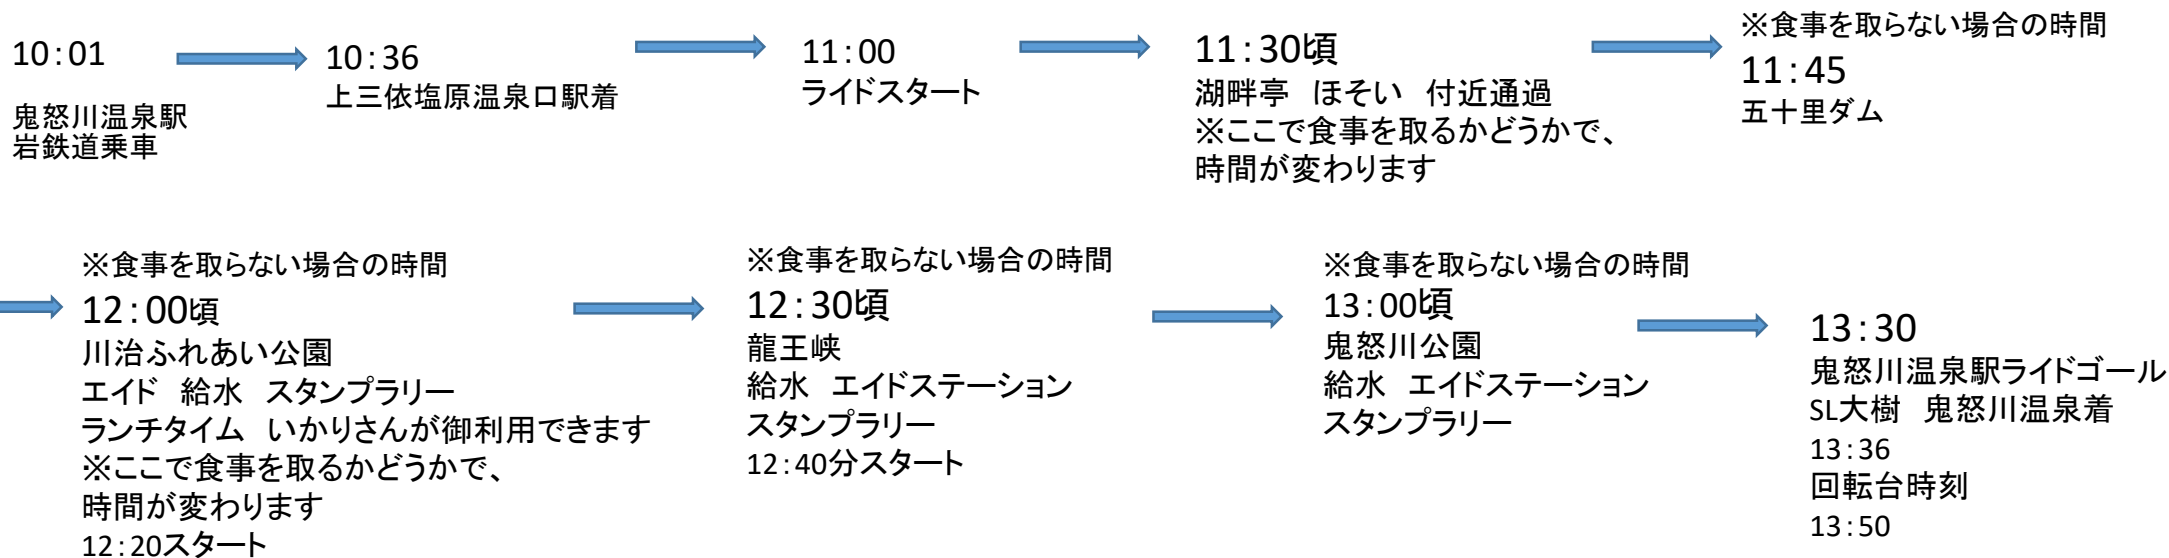 10：01
鬼怒川温泉駅
岩鉄道乗車
10：36
上三依塩原温泉口駅着
11：00
ライドスタート
11：30頃
湖畔亭　ほそい　付近通過
※ここで食事を取るかどうかで、
時間が変わります
※食事を取らない場合の時間
11：45
五十里ダム
※食事を取らない場合の時間
12：00頃
川治ふれあい公園
エイド　給水　スタンプラリー
ランチタイム　いかりさんが御利用できます
※ここで食事を取るかどうかで、
時間が変わります
12：20スタート
※食事を取らない場合の時間
12：30頃
龍王峡
給水　エイドステーション
スタンプラリー
12：40分スタート
※食事を取らない場合の時間
13：00頃
鬼怒川公園
給水　エイドステーション
スタンプラリー
13：30
鬼怒川温泉駅ライドゴール
SL大樹　鬼怒川温泉着
13：36
回転台時刻
13：50